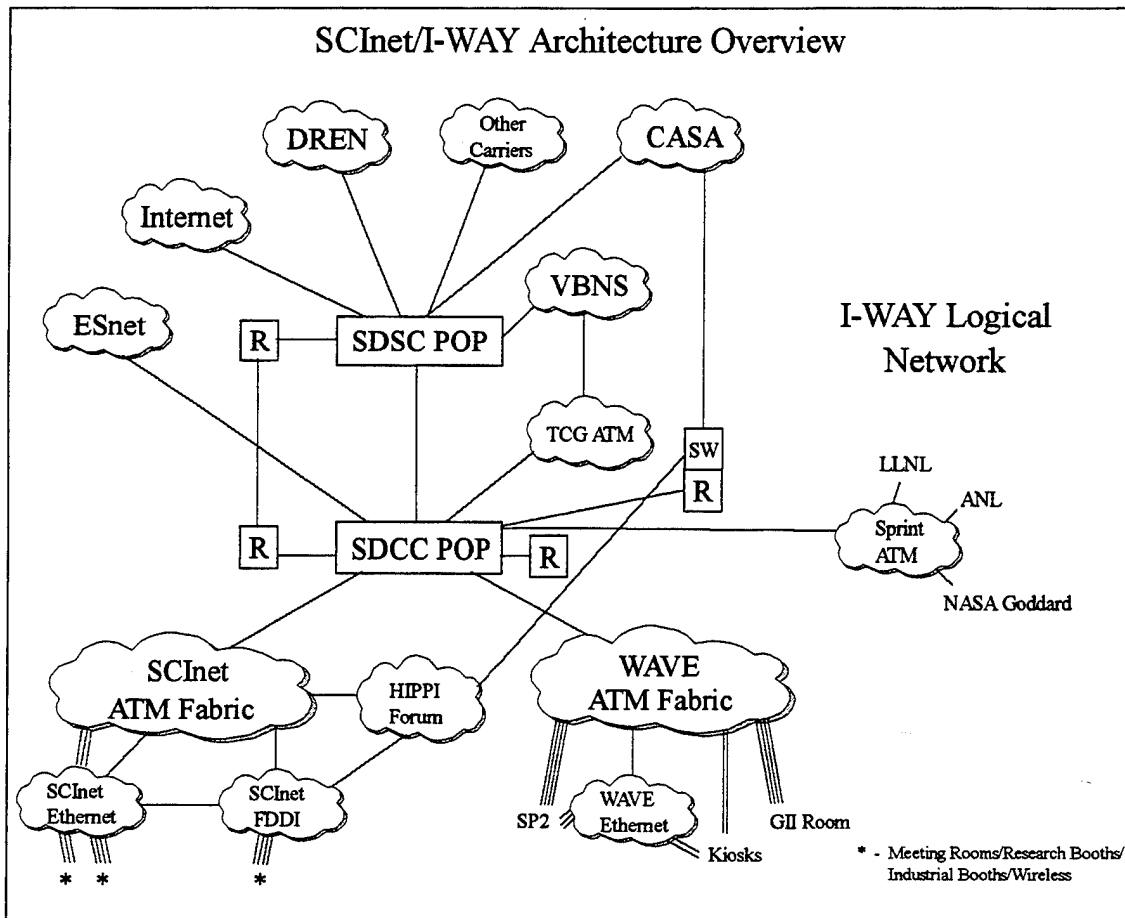 SCInet/I-WAY Architecture Overview
DREN
Other
Carriers
CASA
Internet
VBNS
ESnet
I-WAY Logical
Network
R
SDSC POP
TCG ATM
SW
R
LLNL
ANL
Sprint
ATM
NASA Goddard
R
SDCC POP
R
SCInet
ATM Fabric
HIPPI
Forum
WAVE
ATM Fabric
SCInet
Ethernet
SCInet
FDDI
SP2
WAVE
Ethernet
GII Room
Kiosks
* - Meeting Rooms/Research Booths/
Industrial Booths/Wireless
* * *